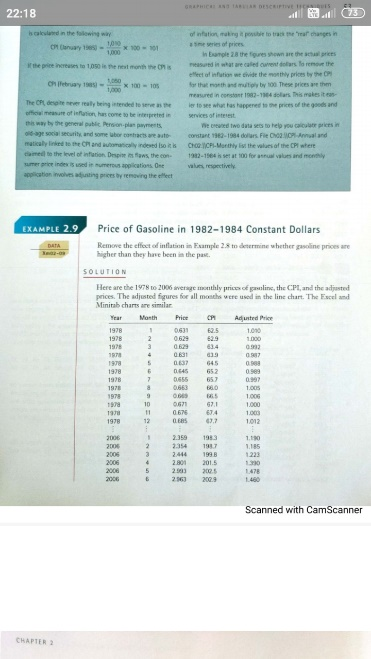 22:18
73
GRAPHICAL AND TABULAR DESCRIPTIVE TECHNIQUES
is calculated in the following way.
CPI (January 1985) = 1,010 / 1,000 × 100 = 101
If the price increases to 1,050 in the next month the CPI is
CPI (February 1985) = 1,050 / 1,000 × 100 = 105
The CPI, despite never really being intended to serve as the
official measure of inflation, has come to be interpreted in
this way by the general public. Pension-plan payments,
old-age social security, and some labor contracts are auto-
matically linked to the CPI and automatically indexed (so it is
claimed) to the level of inflation. Despite its flaws, the con-
sumer price index is used in numerous applications. One
application involves adjusting prices by removing the effect
of inflation, making it possible to track the "real" changes in
a time series of prices.
In Example 2.8 the figures shown are the actual prices
measured in what are called current dollars. To remove the
effect of inflation we divide the monthly prices by the CPI
for that month and multiply by 100. These prices are then
measured in constant 1982–1984 dollars. This makes it eas-
ier to see what has happened to the prices of the goods and
services of interest.
We created two data sets to help you calculate prices in
constant 1982–1984 dollars. File Ch02:\CPI-Annual and
Ch02:\CPI-Monthly list the values of the CPI where
1982–1984 is set at 100 for annual values and monthly
values, respectively.
EXAMPLE 2.9 Price of Gasoline in 1982–1984 Constant Dollars
DATA
Xm02-09
Remove the effect of inflation in Example 2.8 to determine whether gasoline prices are
higher than they have been in the past.
SOLUTION
Here are the 1978 to 2006 average monthly prices of gasoline, the CPI, and the adjusted
prices. The adjusted figures for all months were used in the line chart. The Excel and
Minitab charts are similar.
Year Month Price CPI Adjusted Price
1978 1 0.631 62.5 1.010
1978 2 0.629 62.9 1.000
1978 3 0.629 63.4 0.992
1978 4 0.631 63.9 0.987
1978 5 0.637 64.5 0.988
1978 6 0.645 65.2 0.989
1978 7 0.655 65.7 0.997
1978 8 0.663 66.0 1.005
1978 9 0.669 66.5 1.006
1978 10 0.671 67.1 1.000
1978 11 0.676 67.4 1.003
1978 12 0.685 67.7 1.012
2006 1 2.359 198.3 1.190
2006 2 2.354 198.7 1.185
2006 3 2.444 199.8 1.223
2006 4 2.801 201.5 1.390
2006 5 2.993 202.5 1.478
2006 6 2.963 202.9 1.460
Scanned with CamScanner
CHAPTER 2